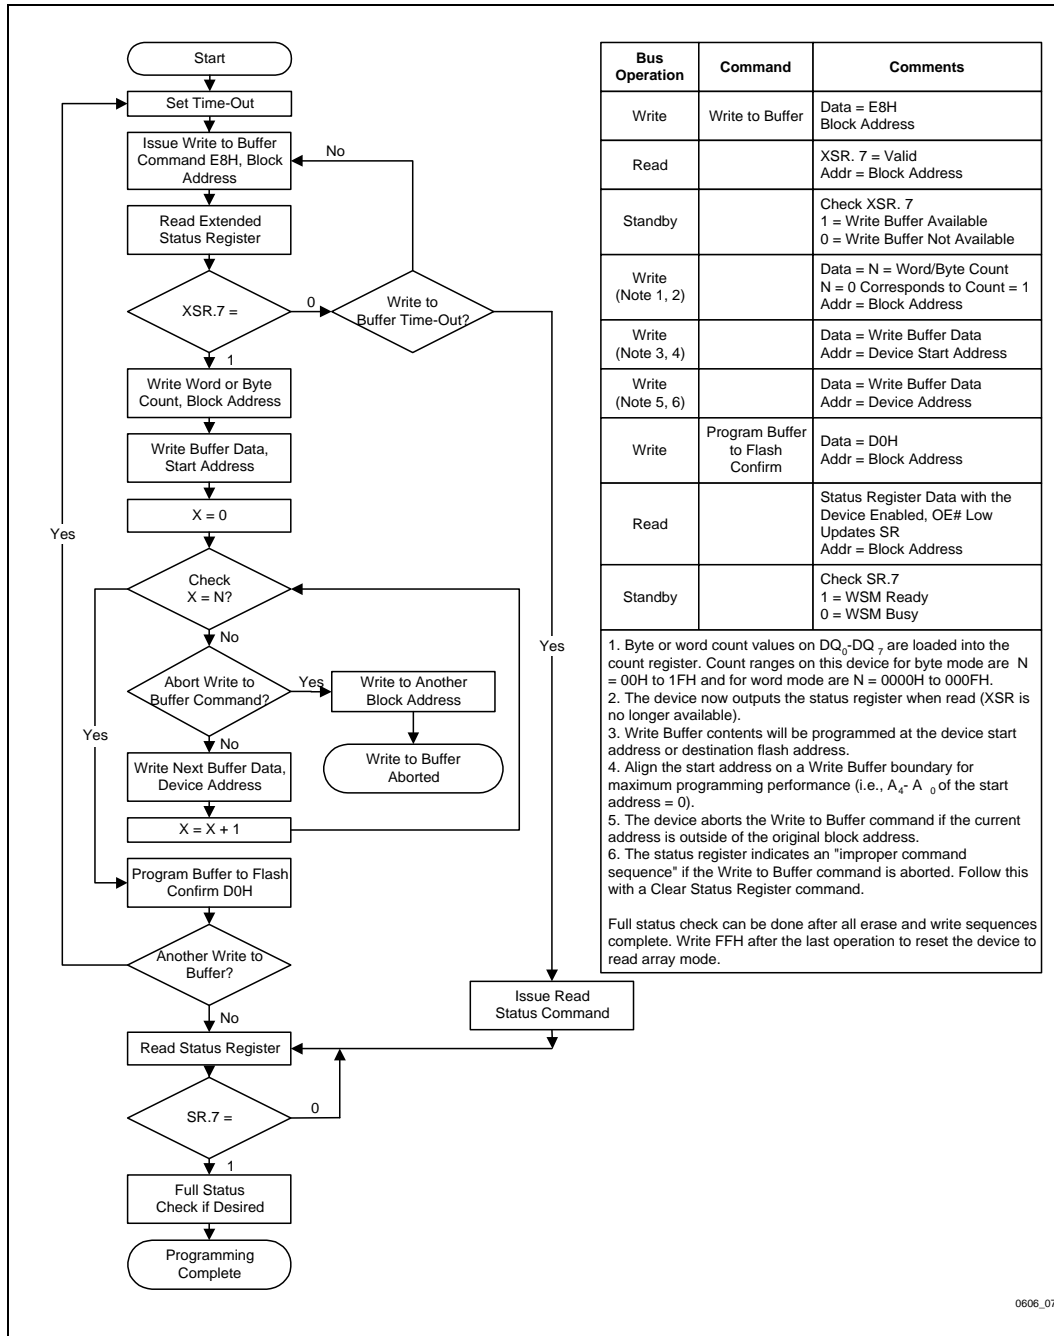 Start
Set Time-Out
Issue Write to Buffer
Command E8H, Block
Address
No
Read Extended
Status Register
XSR.7 =
0
Write to
Buffer Time-Out?
1
Write Word or Byte
Count, Block Address
Write Buffer Data,
Start Address
X = 0
Yes
Check
X = N?
No
Yes
Abort Write to
Buffer Command?
Yes
Write to Another
Block Address
Yes
No
Write to Buffer
Aborted
Write Next Buffer Data,
Device Address
X = X + 1
Program Buffer to Flash
Confirm D0H
Another Write to
Buffer?
Issue Read
Status Command
No
Read Status Register
SR.7 =
0
1
Full Status
Check if Desired
Programming
Complete
Bus
Operation
Command
Comments
Write
Write to Buffer
Data = E8H
Block Address
Read
XSR. 7 = Valid
Addr = Block Address
Standby
Check XSR. 7
1 = Write Buffer Available
0 = Write Buffer Not Available
Write
(Note 1, 2)
Data = N = Word/Byte Count
N = 0 Corresponds to Count = 1
Addr = Block Address
Write
(Note 3, 4)
Data = Write Buffer Data
Addr = Device Start Address
Write
(Note 5, 6)
Data = Write Buffer Data
Addr = Device Address
Write
Program Buffer
to Flash
Confirm
Data = D0H
Addr = Block Address
Read
Status Register Data with the
Device Enabled, OE# Low
Updates SR
Addr = Block Address
Standby
Check SR.7
1 = WSM Ready
0 = WSM Busy
1. Byte or word count values on DQ0-DQ 7 are loaded into the
count register. Count ranges on this device for byte mode are N
= 00H to 1FH and for word mode are N = 0000H to 000FH.
2. The device now outputs the status register when read (XSR is
no longer available).
3. Write Buffer contents will be programmed at the device start
address or destination flash address.
4. Align the start address on a Write Buffer boundary for
maximum programming performance (i.e., A4- A 0 of the start
address = 0).
5. The device aborts the Write to Buffer command if the current
address is outside of the original block address.
6. The status register indicates an "improper command
sequence" if the Write to Buffer command is aborted. Follow this
with a Clear Status Register command.
Full status check can be done after all erase and write sequences
complete. Write FFH after the last operation to reset the device to
read array mode.
0606_07